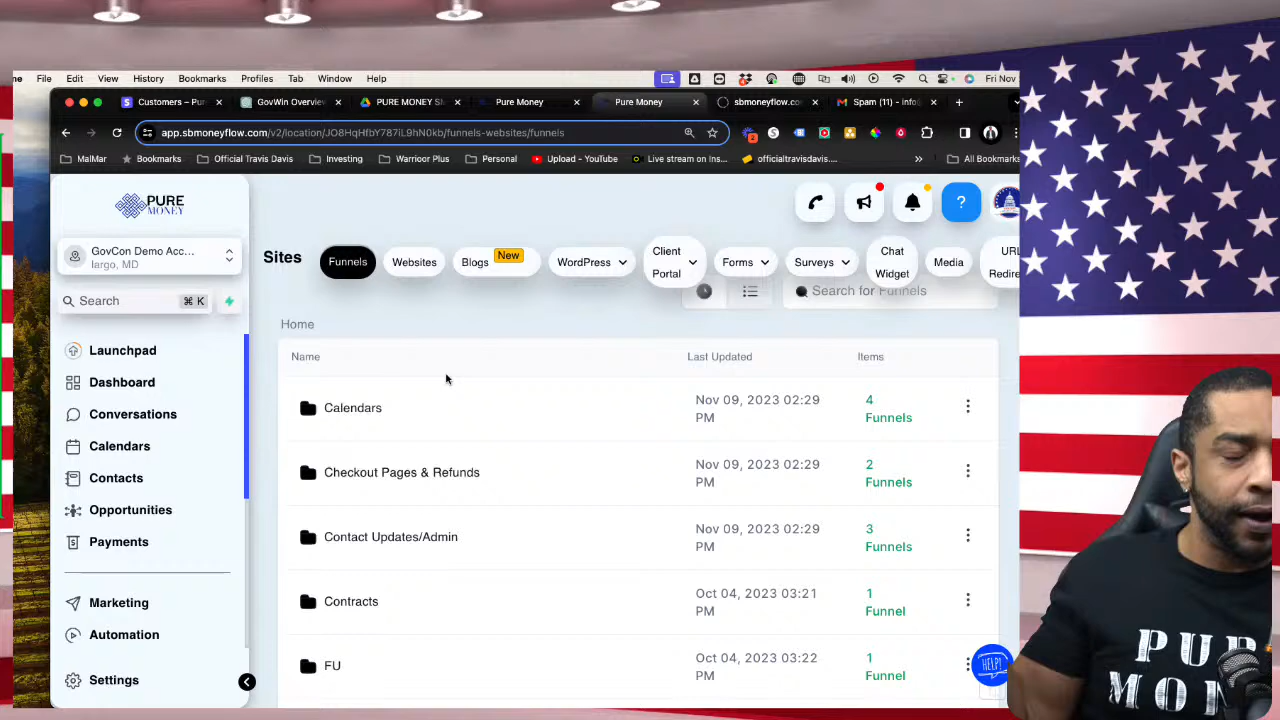 File Edit View History Bookmarks Profiles Tab Window Help Fri Nov
Customers – Pu
GovWin Overview
PURE MONEY S
Pure Money
Pure Money
sbmoneyflow.co
Spam (11) - info
app.sbmoneyflow.com/v2/location/JO8HqHfbY787iL9hN0kb/funnels-websites/funnels
MalMar Bookmarks Official Travis Davis Investing Warrioor Plus Personal Upload - YouTube Live stream on Ins... officialtravisdavis.... » All Bookmarks
PURE
MONEY
GovCon Demo Acc...
largo, MD
Search ⌘ K
Launchpad
Dashboard
Conversations
Calendars
Contacts
Opportunities
Payments
Marketing
Automation
Settings
?
Sites
Funnels
Websites
Blogs New
WordPress
Client
Portal
Forms
Surveys
Chat
Widget
Media
URL
Redire
Search for Funnels
Home
Name Last Updated Items
Calendars Nov 09, 2023 02:29 PM 4 Funnels
Checkout Pages & Refunds Nov 09, 2023 02:29 PM 2 Funnels
Contact Updates/Admin Nov 09, 2023 02:29 PM 3 Funnels
Contracts Oct 04, 2023 03:21 PM 1 Funnel
FU Oct 04, 2023 03:22 PM 1 Funnel
HELP!
PUR
MON